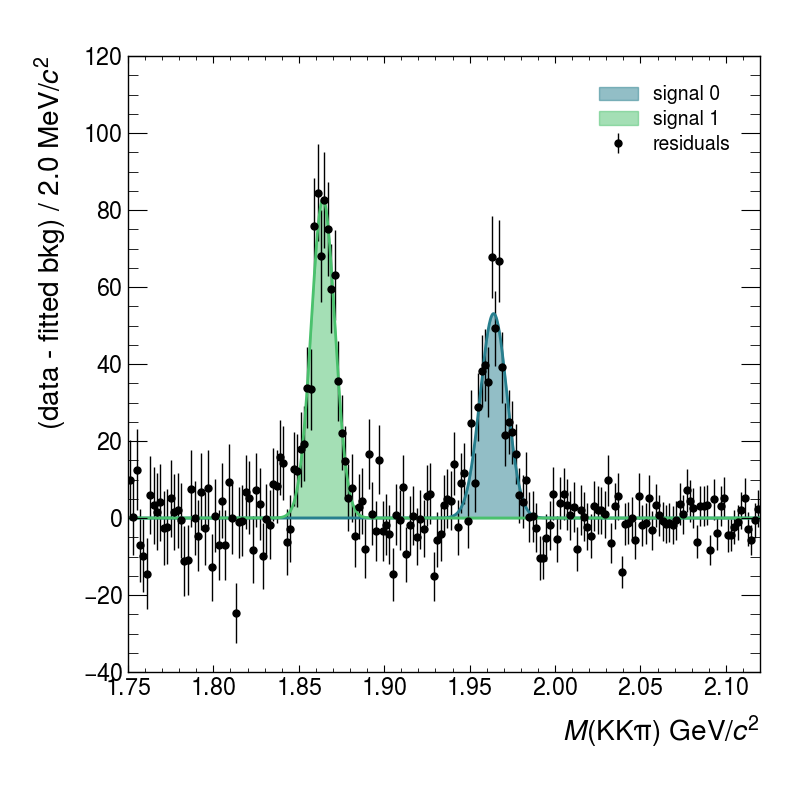 (data - fitted bkg) / 2.0 MeV/c²
120
100
80
60
40
20
0
−20
−40
signal 0
signal 1
residuals
1.75 1.80 1.85 1.90 1.95 2.00 2.05 2.10
M(KKπ) GeV/c²